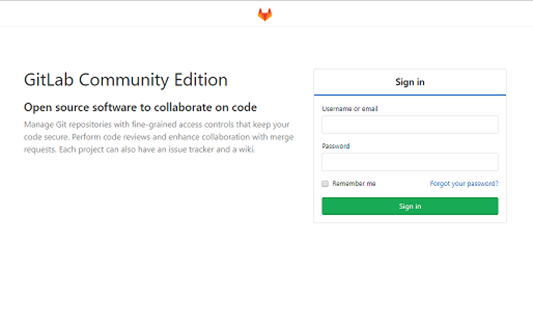 GitLab Community Edition
Open source software to collaborate on code
Manage Git repositories with fine-grained access controls that keep your
code secure. Perform code reviews and enhance collaboration with merge
requests. Each project can also have an issue tracker and a wiki.
Sign in
Username or email
Password
Remember me
Forgot your password?
Sign in